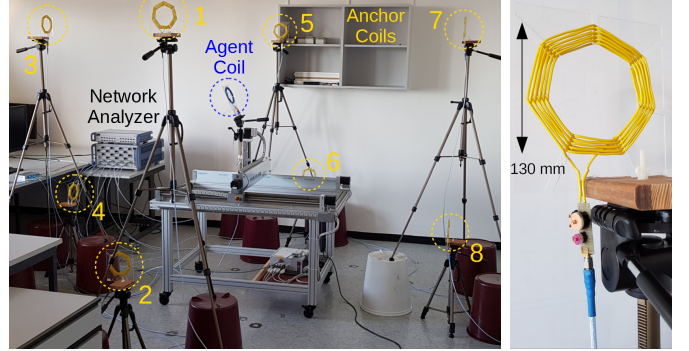 1
5
Anchor
Coils
7
3
Agent
Coil
Network
Analyzer
6
4
2
8
130 mm